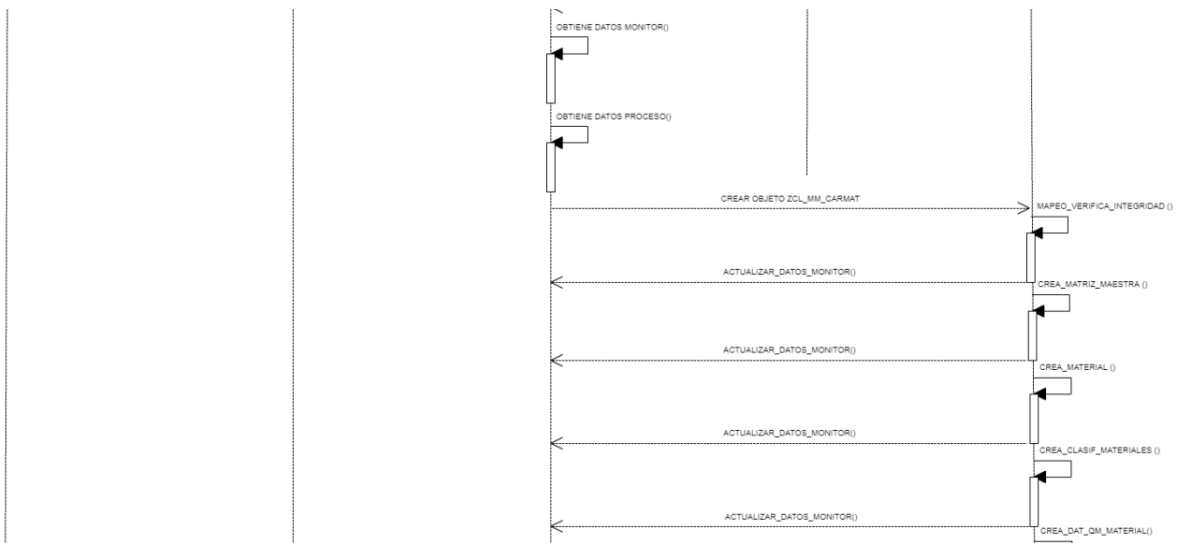 OBTIENE DATOS MONITOR()
OBTIENE DATOS PROCESO()
CREAR OBJETO ZCL_MM_CARMAT
MAPEO_VERIFICA_INTEGRIDAD ()
ACTUALIZAR_DATOS_MONITOR()
CREA_MATRIZ_MAESTRA ()
ACTUALIZAR_DATOS_MONITOR()
CREA_MATERIAL ()
ACTUALIZAR_DATOS_MONITOR()
CREA_CLASIF_MATERIALES ()
ACTUALIZAR_DATOS_MONITOR()
CREA_DAT_QM_MATERIAL()